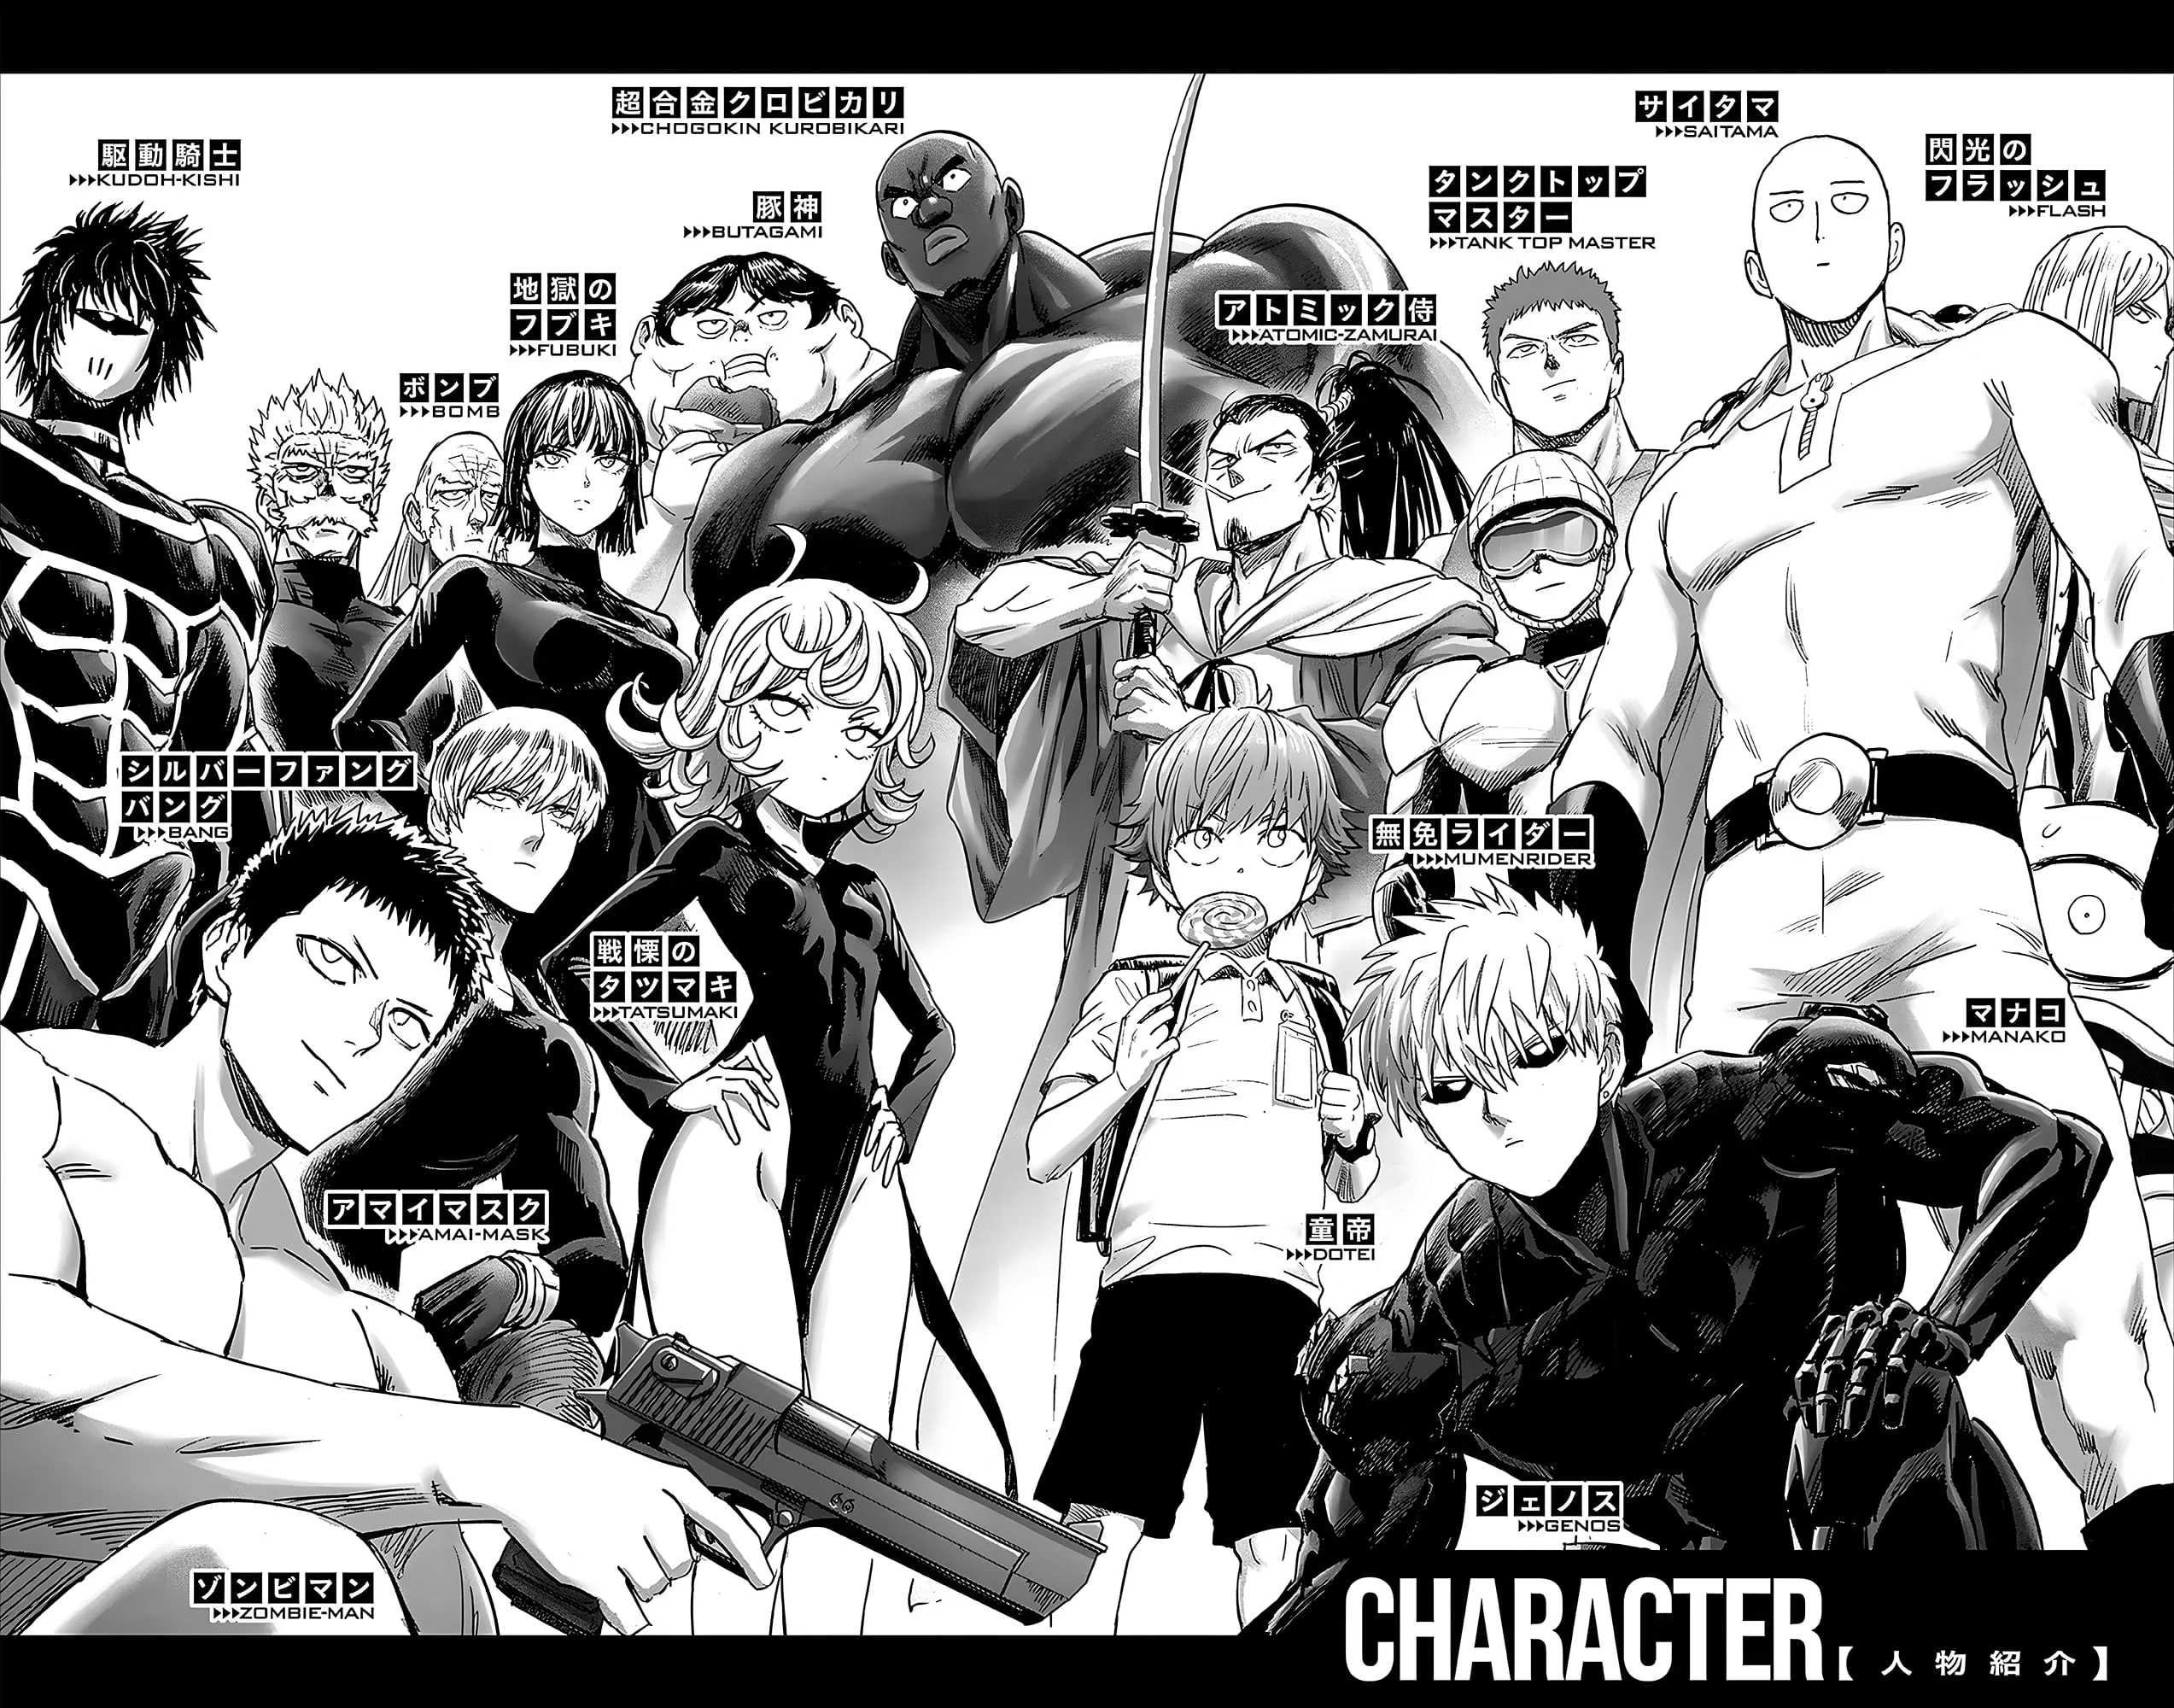 超合金クロビカリ
CHOGOKIN KUROBIKARI
サイタマ
SAITAMA
閃光の
フラッシュ
FLASH
駆動騎士
KUDOH-KISHI
タンクトップ
マスター
TANK TOP MASTER
豚神
BUTAGAMI
地獄の
フブキ
FUBUKI
アトミック侍
ATOMIC-ZAMURAI
ボンブ
BOMB
シルバーファング
バング
BANG
無免ライダー
MUMENRIDER
戦慄の
タツマキ
TATSUMAKI
マナコ
MANAKO
アマイマスク
AMAI-MASK
童帝
DOTEI
ジェノス
GENOS
ゾンビマン
ZOMBIE-MAN
66
CHARACTER【人物紹介】